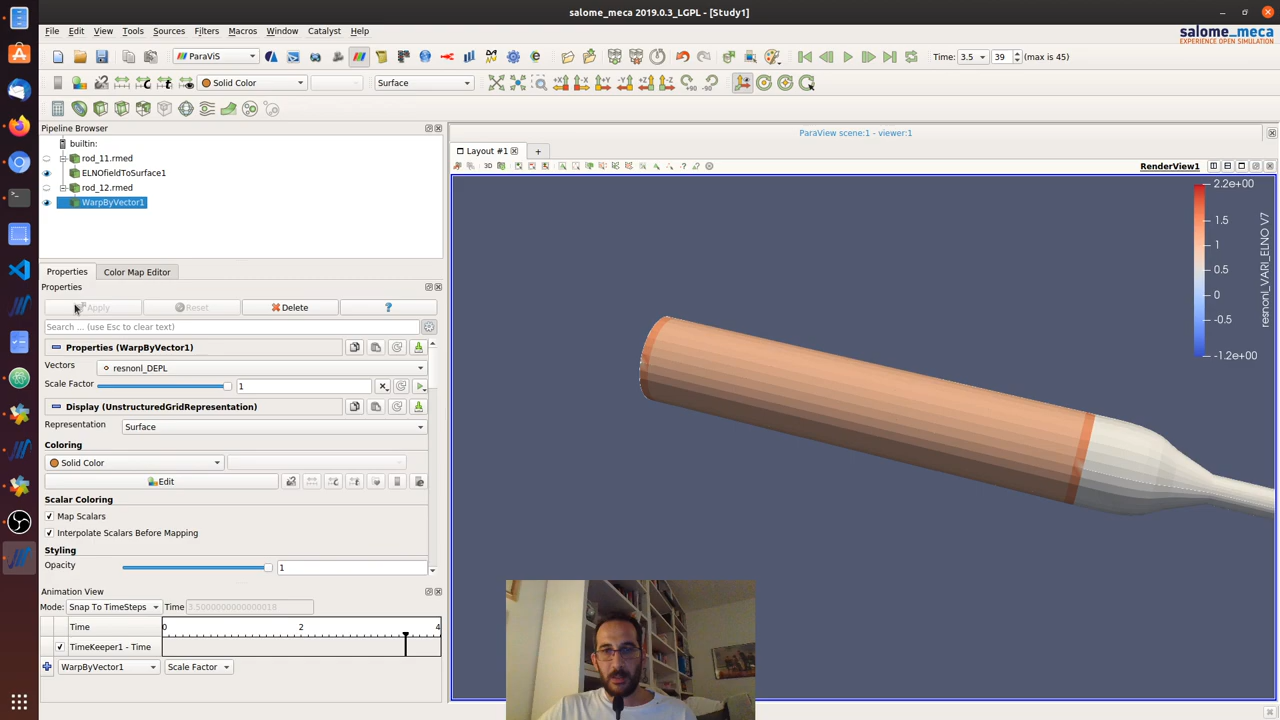 salome_meca 2019.0.3_LGPL - [Study1]
File Edit View Tools Sources Filters Macros Window Catalyst Help
salome_meca
EXPERIENCE OPEN SIMULATION
ParaViS
Time: 3.5 39 (max is 45)
Solid Color
Surface
Pipeline Browser
ParaView scene:1 - viewer:1
builtin:
Layout #1
rod_11.rmed
3D
RenderView1
ELNOfieldToSurface1
rod_12.rmed
WarpByVector1
2.2e+00
1.5
1
0.5
0
-0.5
-1.2e+00
resnonl_VARI_ELNO V7
Properties Color Map Editor
Properties
Apply Reset Delete ?
Search ... (use Esc to clear text)
Properties (WarpByVector1)
Vectors resnonl_DEPL
Scale Factor 1
Display (UnstructuredGridRepresentation)
Representation Surface
Coloring
Solid Color
Edit
Scalar Coloring
Map Scalars
Interpolate Scalars Before Mapping
Styling
Opacity 1
Animation View
Mode: Snap To TimeSteps Time 3.5000000000000018
Time 0 2 4
TimeKeeper1 - Time
WarpByVector1 Scale Factor